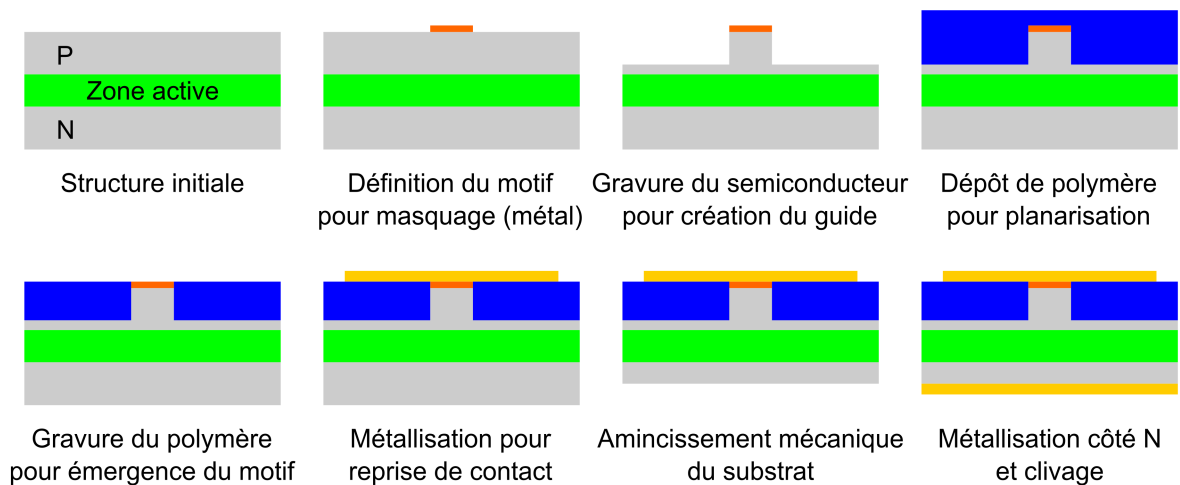 P
Zone active
N
Structure initiale
Définition du motif
pour masquage (métal)
Gravure du semiconducteur
pour création du guide
Dépôt de polymère
pour planarisation
Gravure du polymère
pour émergence du motif
Métallisation pour
reprise de contact
Amincissement mécanique
du substrat
Métallisation côté N
et clivage